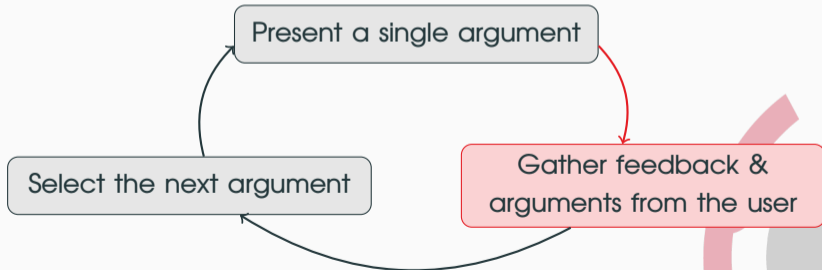 Present a single argument
Gather feedback &
arguments from the user
Select the next argument